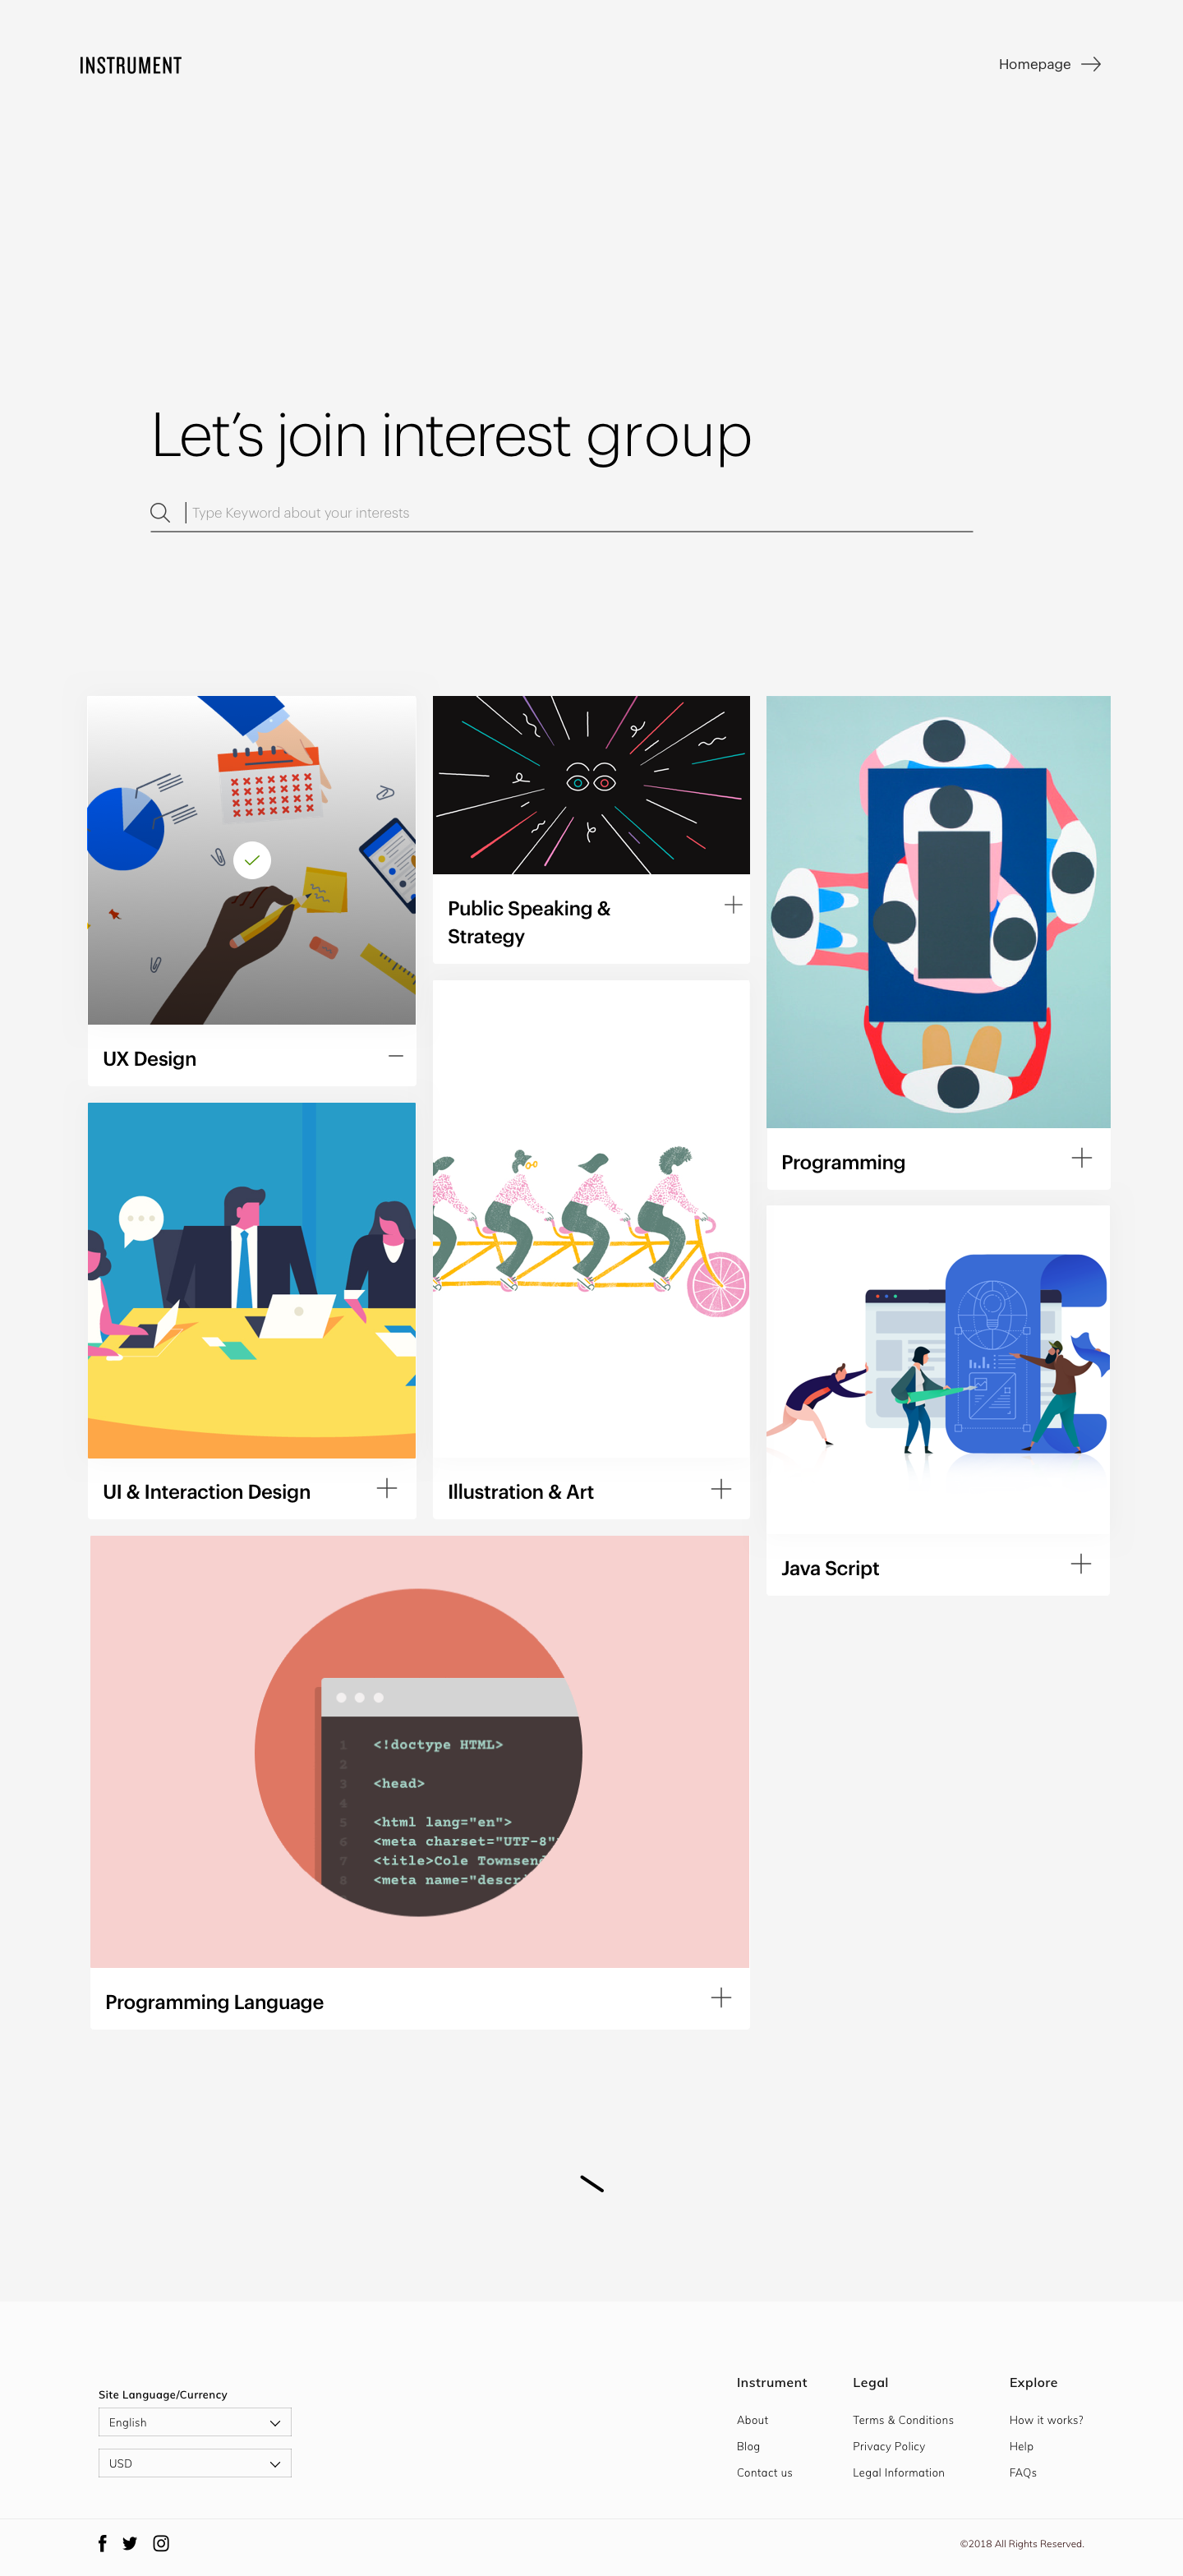 INSTRUMENT
Homepage
Let's join interest group
Type Keyword about your interests
Public Speaking &
Strategy
UX Design
Programming
UI & Interaction Design
Illustration & Art
Java Script
1 <!doctype HTML>
2
3 <head>
4
5 <html lang="en">
6 <meta charset="UTF-8"
7 <title>Cole Townsend
8 <meta name="descri
Programming Language
Site Language/Currency
English
USD
Instrument
About
Blog
Contact us
Legal
Terms & Conditions
Privacy Policy
Legal Information
Explore
How it works?
Help
FAQs
©2018 All Rights Reserved.